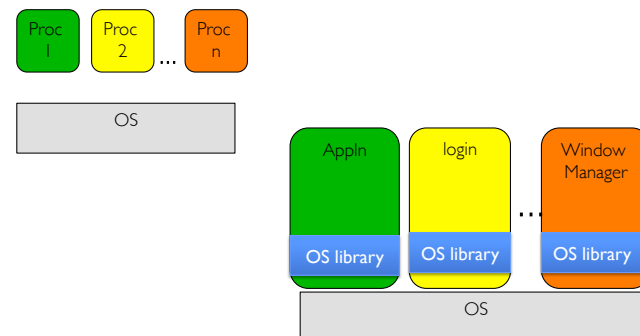 Proc
1
Proc
2
...
Proc
n
OS
Appln
login
...
Window
Manager
OS library
OS library
OS library
OS